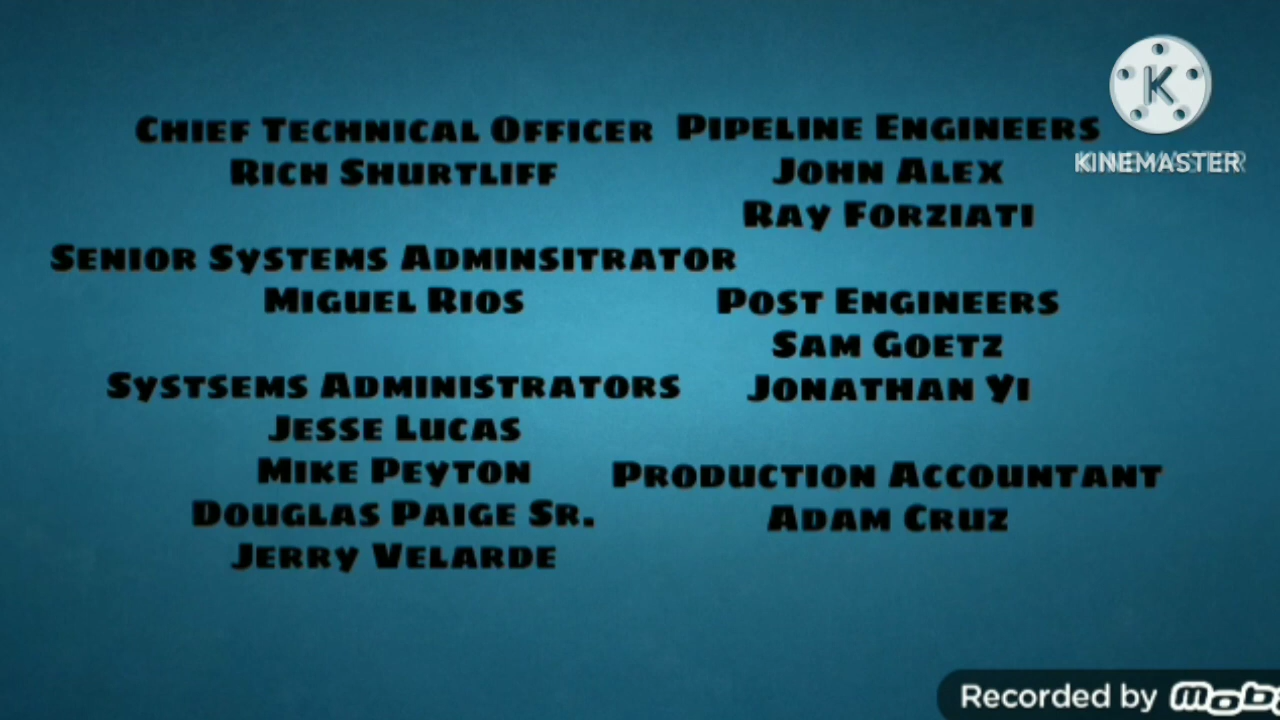 Chief Technical Officer
Rich Shurtliff
Senior Systems Adminsitrator
Miguel Rios
Systsems Administrators
Jesse Lucas
Mike Peyton
Douglas Paige Sr.
Jerry Velarde
Pipeline Engineers
John Alex
Ray Forziati
Post Engineers
Sam Goetz
Jonathan Yi
Production Accountant
Adam Cruz
K
KINEMASTER
Recorded by